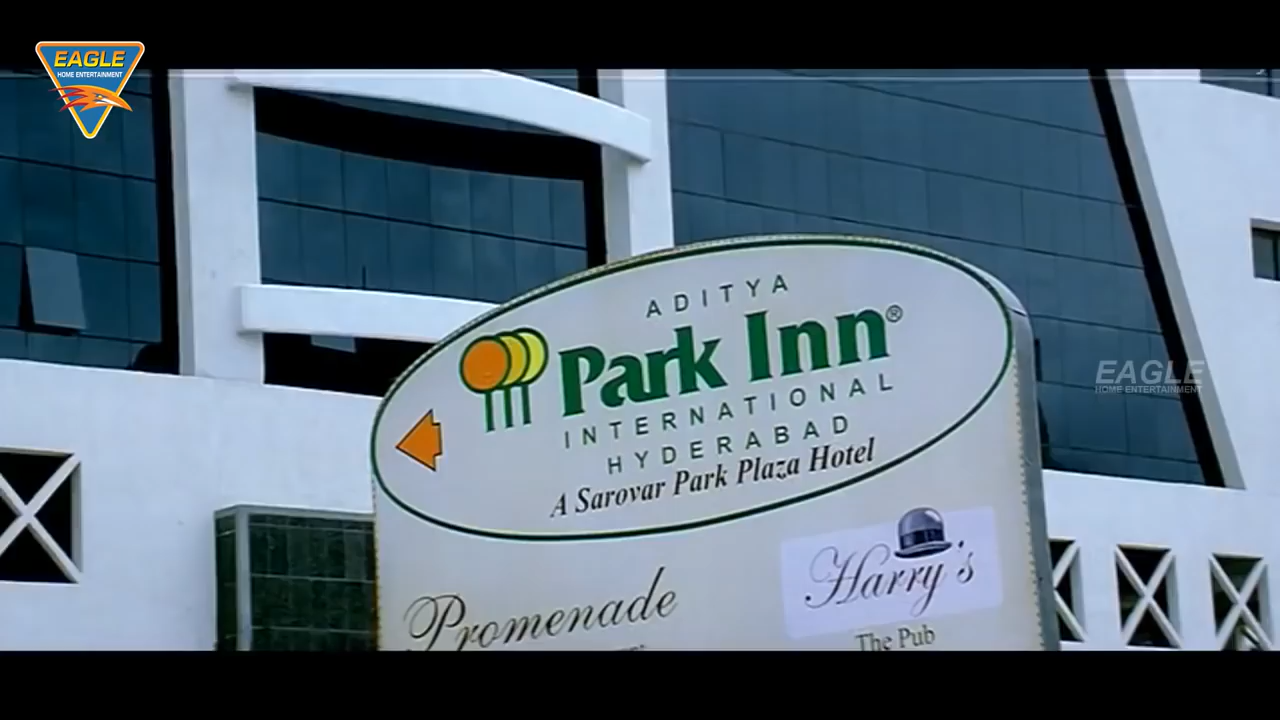 EAGLE
HOME ENTERTAINMENT
ADITYA
Park Inn®
INTERNATIONAL
HYDERABAD
A Sarovar Park Plaza Hotel
EAGLE
HOME ENTERTAINMENT
Promenade
Harry's
The Pub